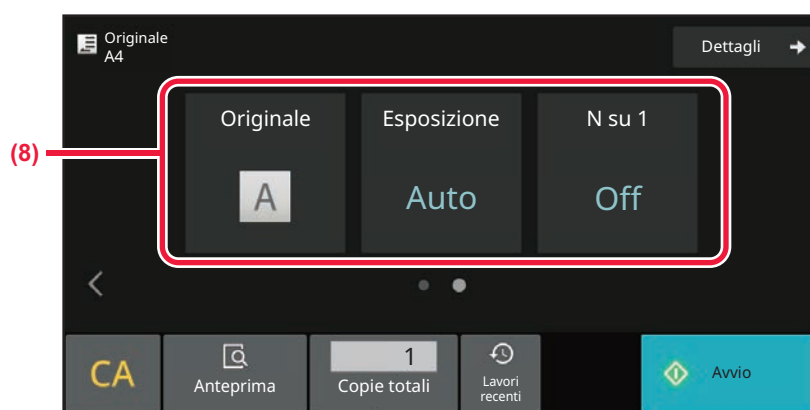 Originale
A4
Dettagli
(8)
Originale
Esposizione
N su 1
A
Auto
Off
CA
Anteprima
1
Copie totali
Lavori
recenti
Avvio